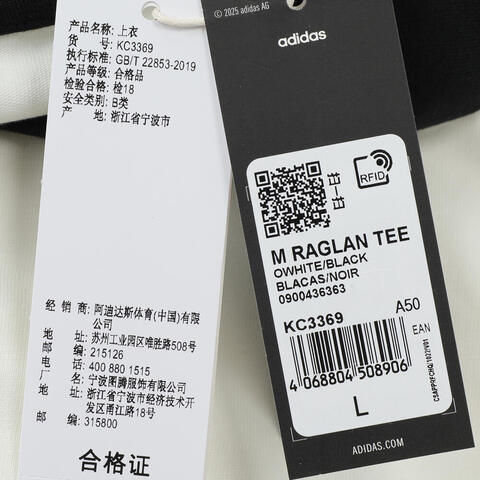 产品名称: 上衣
货 号: KC3369
执行标准: GB/T 22853-2019
产品等级: 合格品
检验合格: 检18
安全类别: B类
产 地: 浙江省宁波市
经 销 商: 阿迪达斯体育(中国)有限公司
地 址: 苏州工业园区唯胜路508号
邮 编: 215126
电 话: 400 880 1515
制 造 商: 宁波图腾服饰有限公司
地 址: 浙江省宁波市经济技术开发区甬江路18号
邮 编: 315800
合格证
© 2025 adidas AG
adidas
RFID
M RAGLAN TEE
OWHITE/BLACK
BLACAS/NOIR
0900436363
KC3369 A50
EAN
4 068804 508906
L
ADIDAS.COM